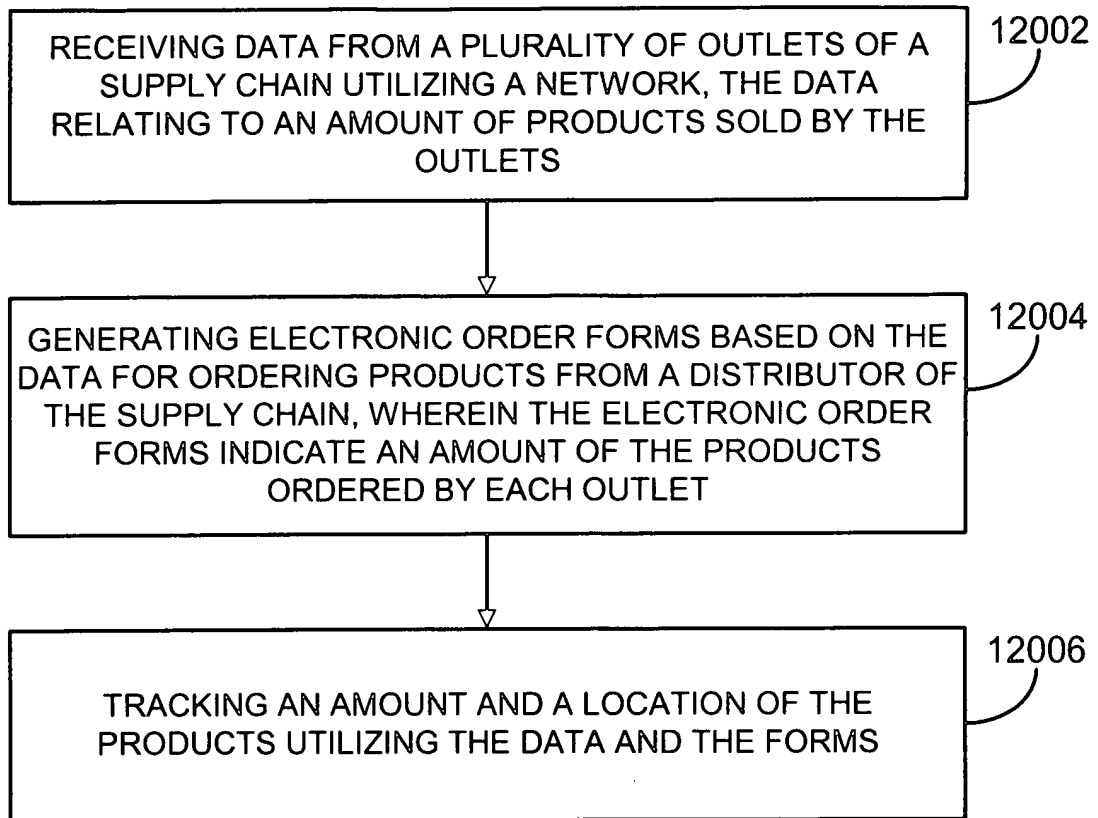 RECEIVING DATA FROM A PLURALITY OF OUTLETS OF A
SUPPLY CHAIN UTILIZING A NETWORK, THE DATA
RELATING TO AN AMOUNT OF PRODUCTS SOLD BY THE
OUTLETS
12002
GENERATING ELECTRONIC ORDER FORMS BASED ON THE
DATA FOR ORDERING PRODUCTS FROM A DISTRIBUTOR OF
THE SUPPLY CHAIN, WHEREIN THE ELECTRONIC ORDER
FORMS INDICATE AN AMOUNT OF THE PRODUCTS
ORDERED BY EACH OUTLET
12004
TRACKING AN AMOUNT AND A LOCATION OF THE
PRODUCTS UTILIZING THE DATA AND THE FORMS
12006